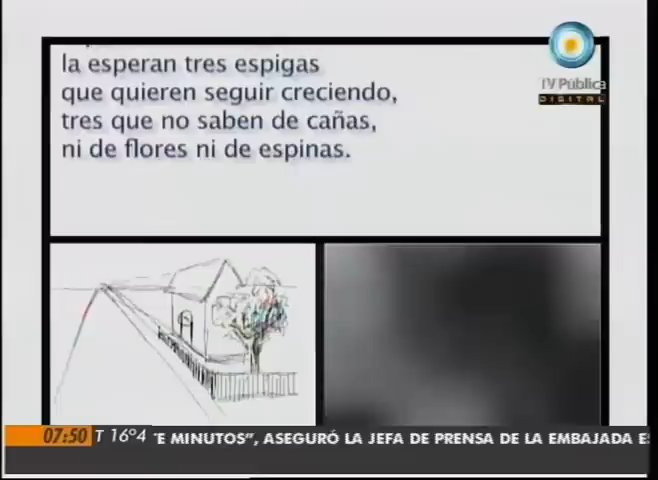 la esperan tres espigas
que quieren seguir creciendo,
tres que no saben de cañas,
ni de flores ni de espinas.
TV Pública
DIGITAL
07:50 T 16°4 "E MINUTOS", ASEGURÓ LA JEFA DE PRENSA DE LA EMBAJADA